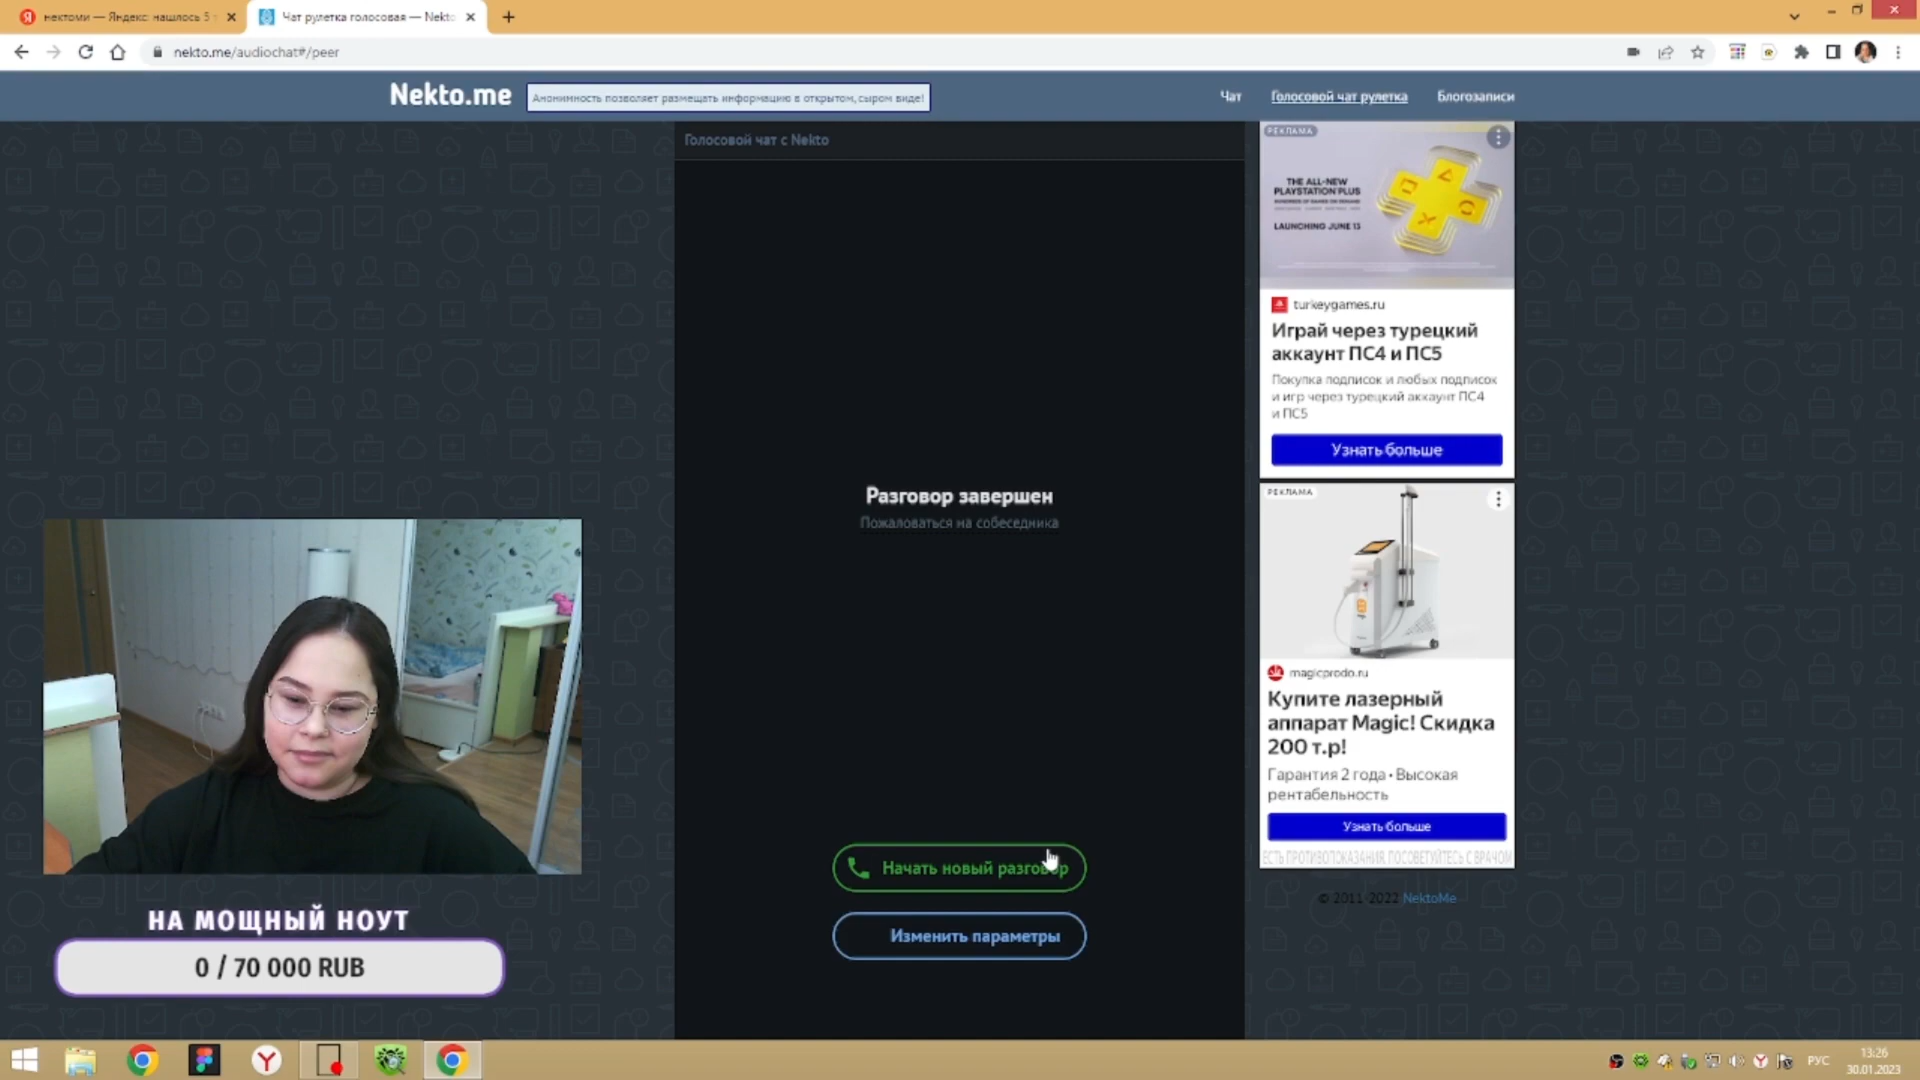 нектоми — Яндекс: нашлось 5 т
Чат рулетка голосовая — Nekto
nekto.me/audiochat#/peer
Nekto.me
Анонимность позволяет размещать информацию в открытом, сыром виде!
Чат
Голосовой чат рулетка
Блогозаписи
Голосовой чат с Nekto
РЕКЛАМА
THE ALL-NEW
PLAYSTATION PLUS
LAUNCHING JUNE 13
turkeygames.ru
Играй через турецкий
аккаунт ПС4 и ПС5
Покупка подписок и любых подписок
и игр через турецкий аккаунт ПС4
и ПС5
Узнать больше
РЕКЛАМА
magicprodo.ru
Купите лазерный
аппарат Magic! Скидка
200 т.р!
Гарантия 2 года • Высокая
рентабельность
Узнать больше
ЕСТЬ ПРОТИВОПОКАЗАНИЯ. ПОСОВЕТУЙТЕСЬ С ВРАЧОМ
© 2011-2022 NektoMe
Разговор завершен
Пожаловаться на собеседника
Начать новый разговор
Изменить параметры
НА МОЩНЫЙ НОУТ
0 / 70 000 RUB
РУС
13:26
30.01.2023